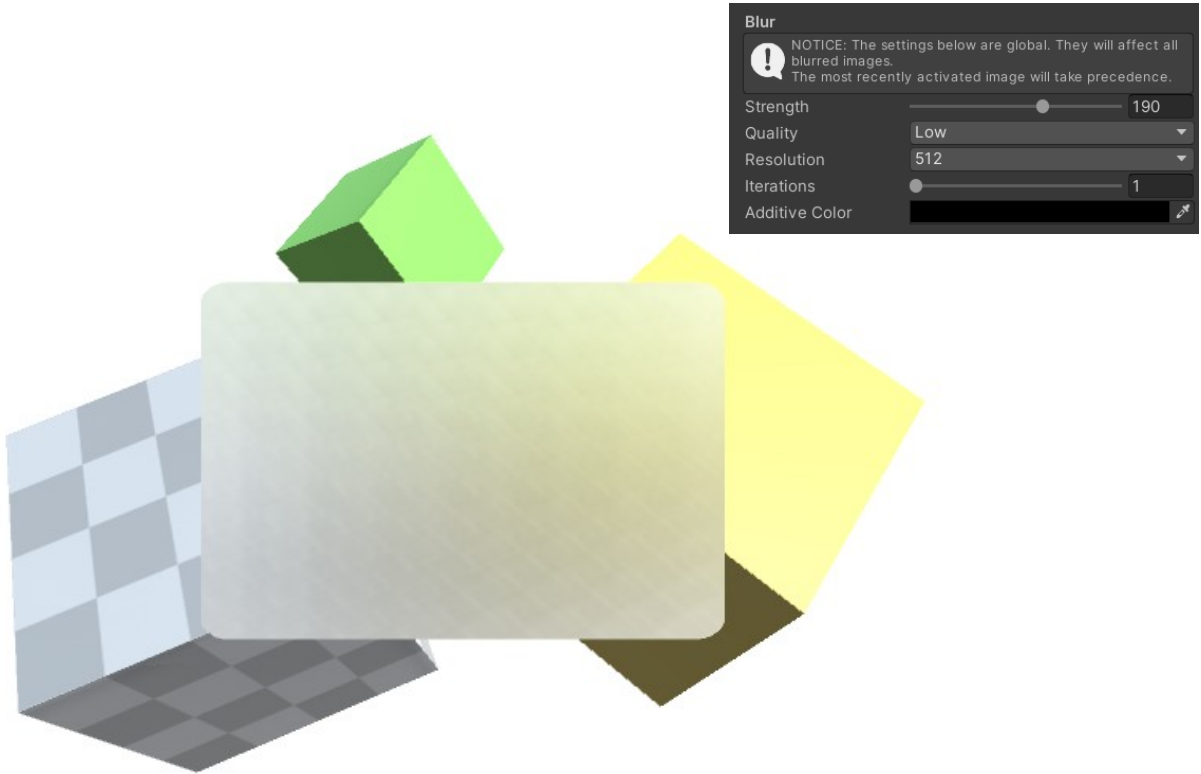 Blur
NOTICE: The settings below are global. They will affect all
blurred images.
The most recently activated image will take precedence.
Strength 190
Quality Low
Resolution 512
Iterations 1
Additive Color